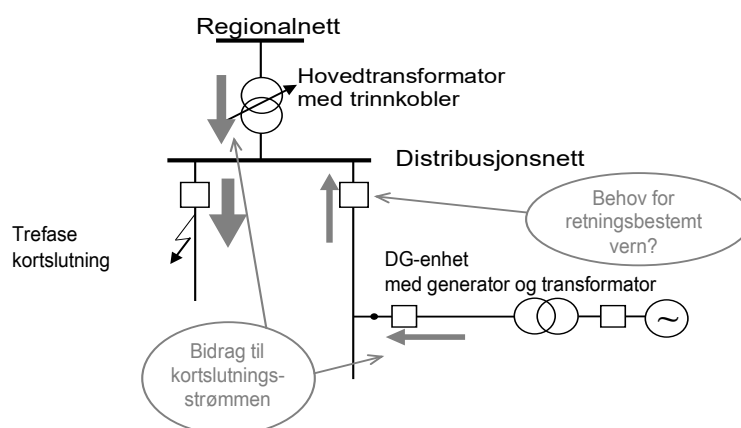 Regionalnett
Hovedtransformator
med trinnkobler
Distribusjonsnett
Behov for
retningsbestemt
vern?
Trefase
kortslutning
DG-enhet
med generator og transformator
~
Bidrag til
kortslutnings-
strømmen